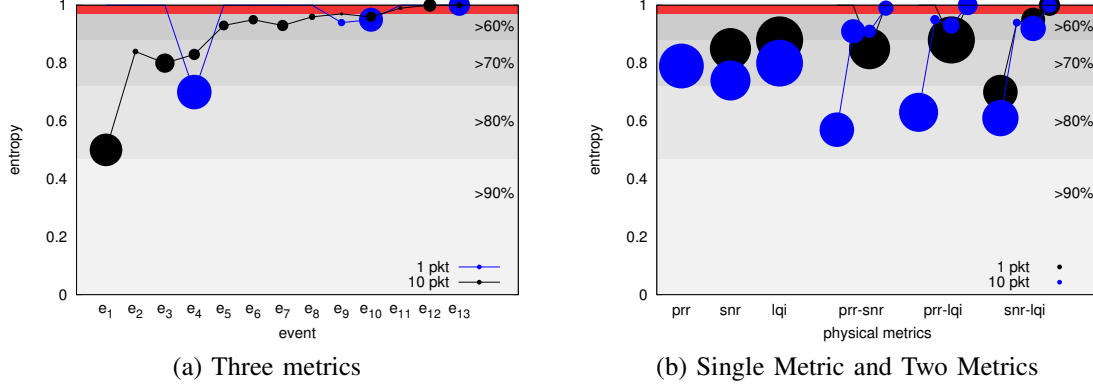 1
0.8
0.6
0.4
0.2
0
entropy
>60%
>70%
>80%
>90%
1 pkt
10 pkt
e1 e2 e3 e4 e5 e6 e7 e8 e9 e10 e11 e12 e13
event
(a) Three metrics
1
0.8
0.6
0.4
0.2
0
entropy
>60%
>70%
>80%
>90%
1 pkt
10 pkt
prr snr lqi prr-snr prr-lqi snr-lqi
physical metrics
(b) Single Metric and Two Metrics